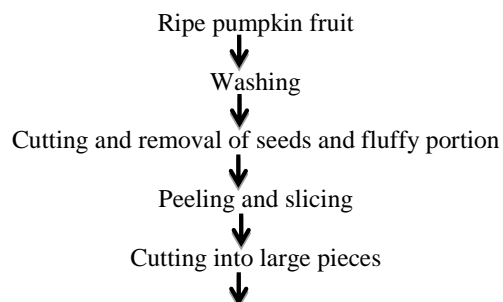 Ripe pumpkin fruit
Washing
Cutting and removal of seeds and fluffy portion
Peeling and slicing
Cutting into large pieces